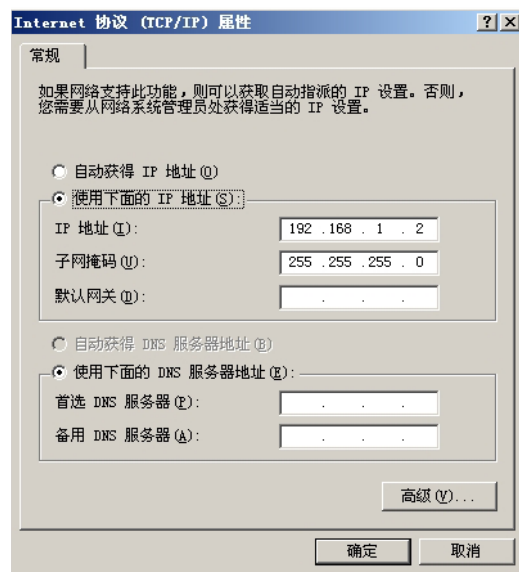 Internet 协议 (TCP/IP) 属性
常规
如果网络支持此功能，则可以获取自动指派的 IP 设置。否则，
您需要从网络系统管理员处获得适当的 IP 设置。
自动获得 IP 地址(O)
使用下面的 IP 地址(S):
IP 地址(I): 192 .168 . 1 . 2
子网掩码(U): 255 .255 .255 . 0
默认网关(D): . . .
自动获得 DNS 服务器地址(B)
使用下面的 DNS 服务器地址(E):
首选 DNS 服务器(P): . . .
备用 DNS 服务器(A): . . .
高级(V)...
确定 取消